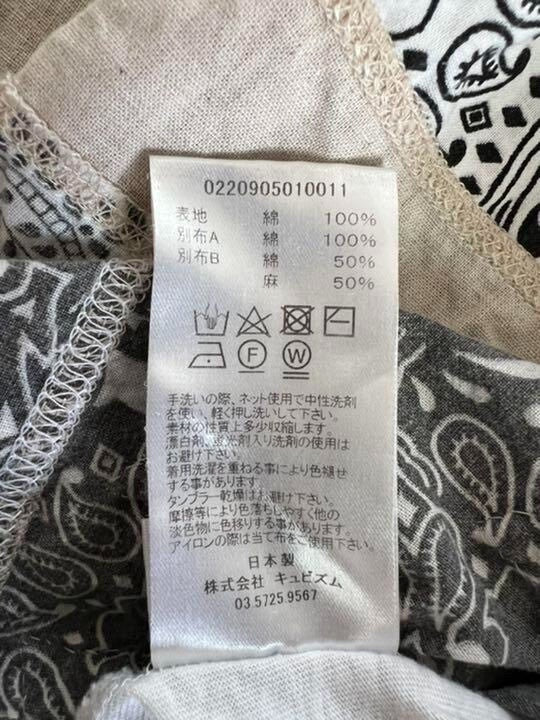 0220905010011
表地 綿 100%
別布A 綿 100%
別布B 綿 50%
麻 50%
F W
手洗いの際、ネット使用で中性洗剤
を使い、軽く押し洗いして下さい。
素材の性質上多少収縮します。
漂白剤、蛍光剤入り洗剤の使用は
お避け下さい。
着用洗濯を重ねる事により色褪せ
する事があります。
タンブラー乾燥はお避け下さい。
摩擦等により色落ちしやすく他の
淡色物に色移りする事があります。
アイロンの際は当て布をご使用下さい。
日本製
株式会社 キュビズム
03.5725.9567